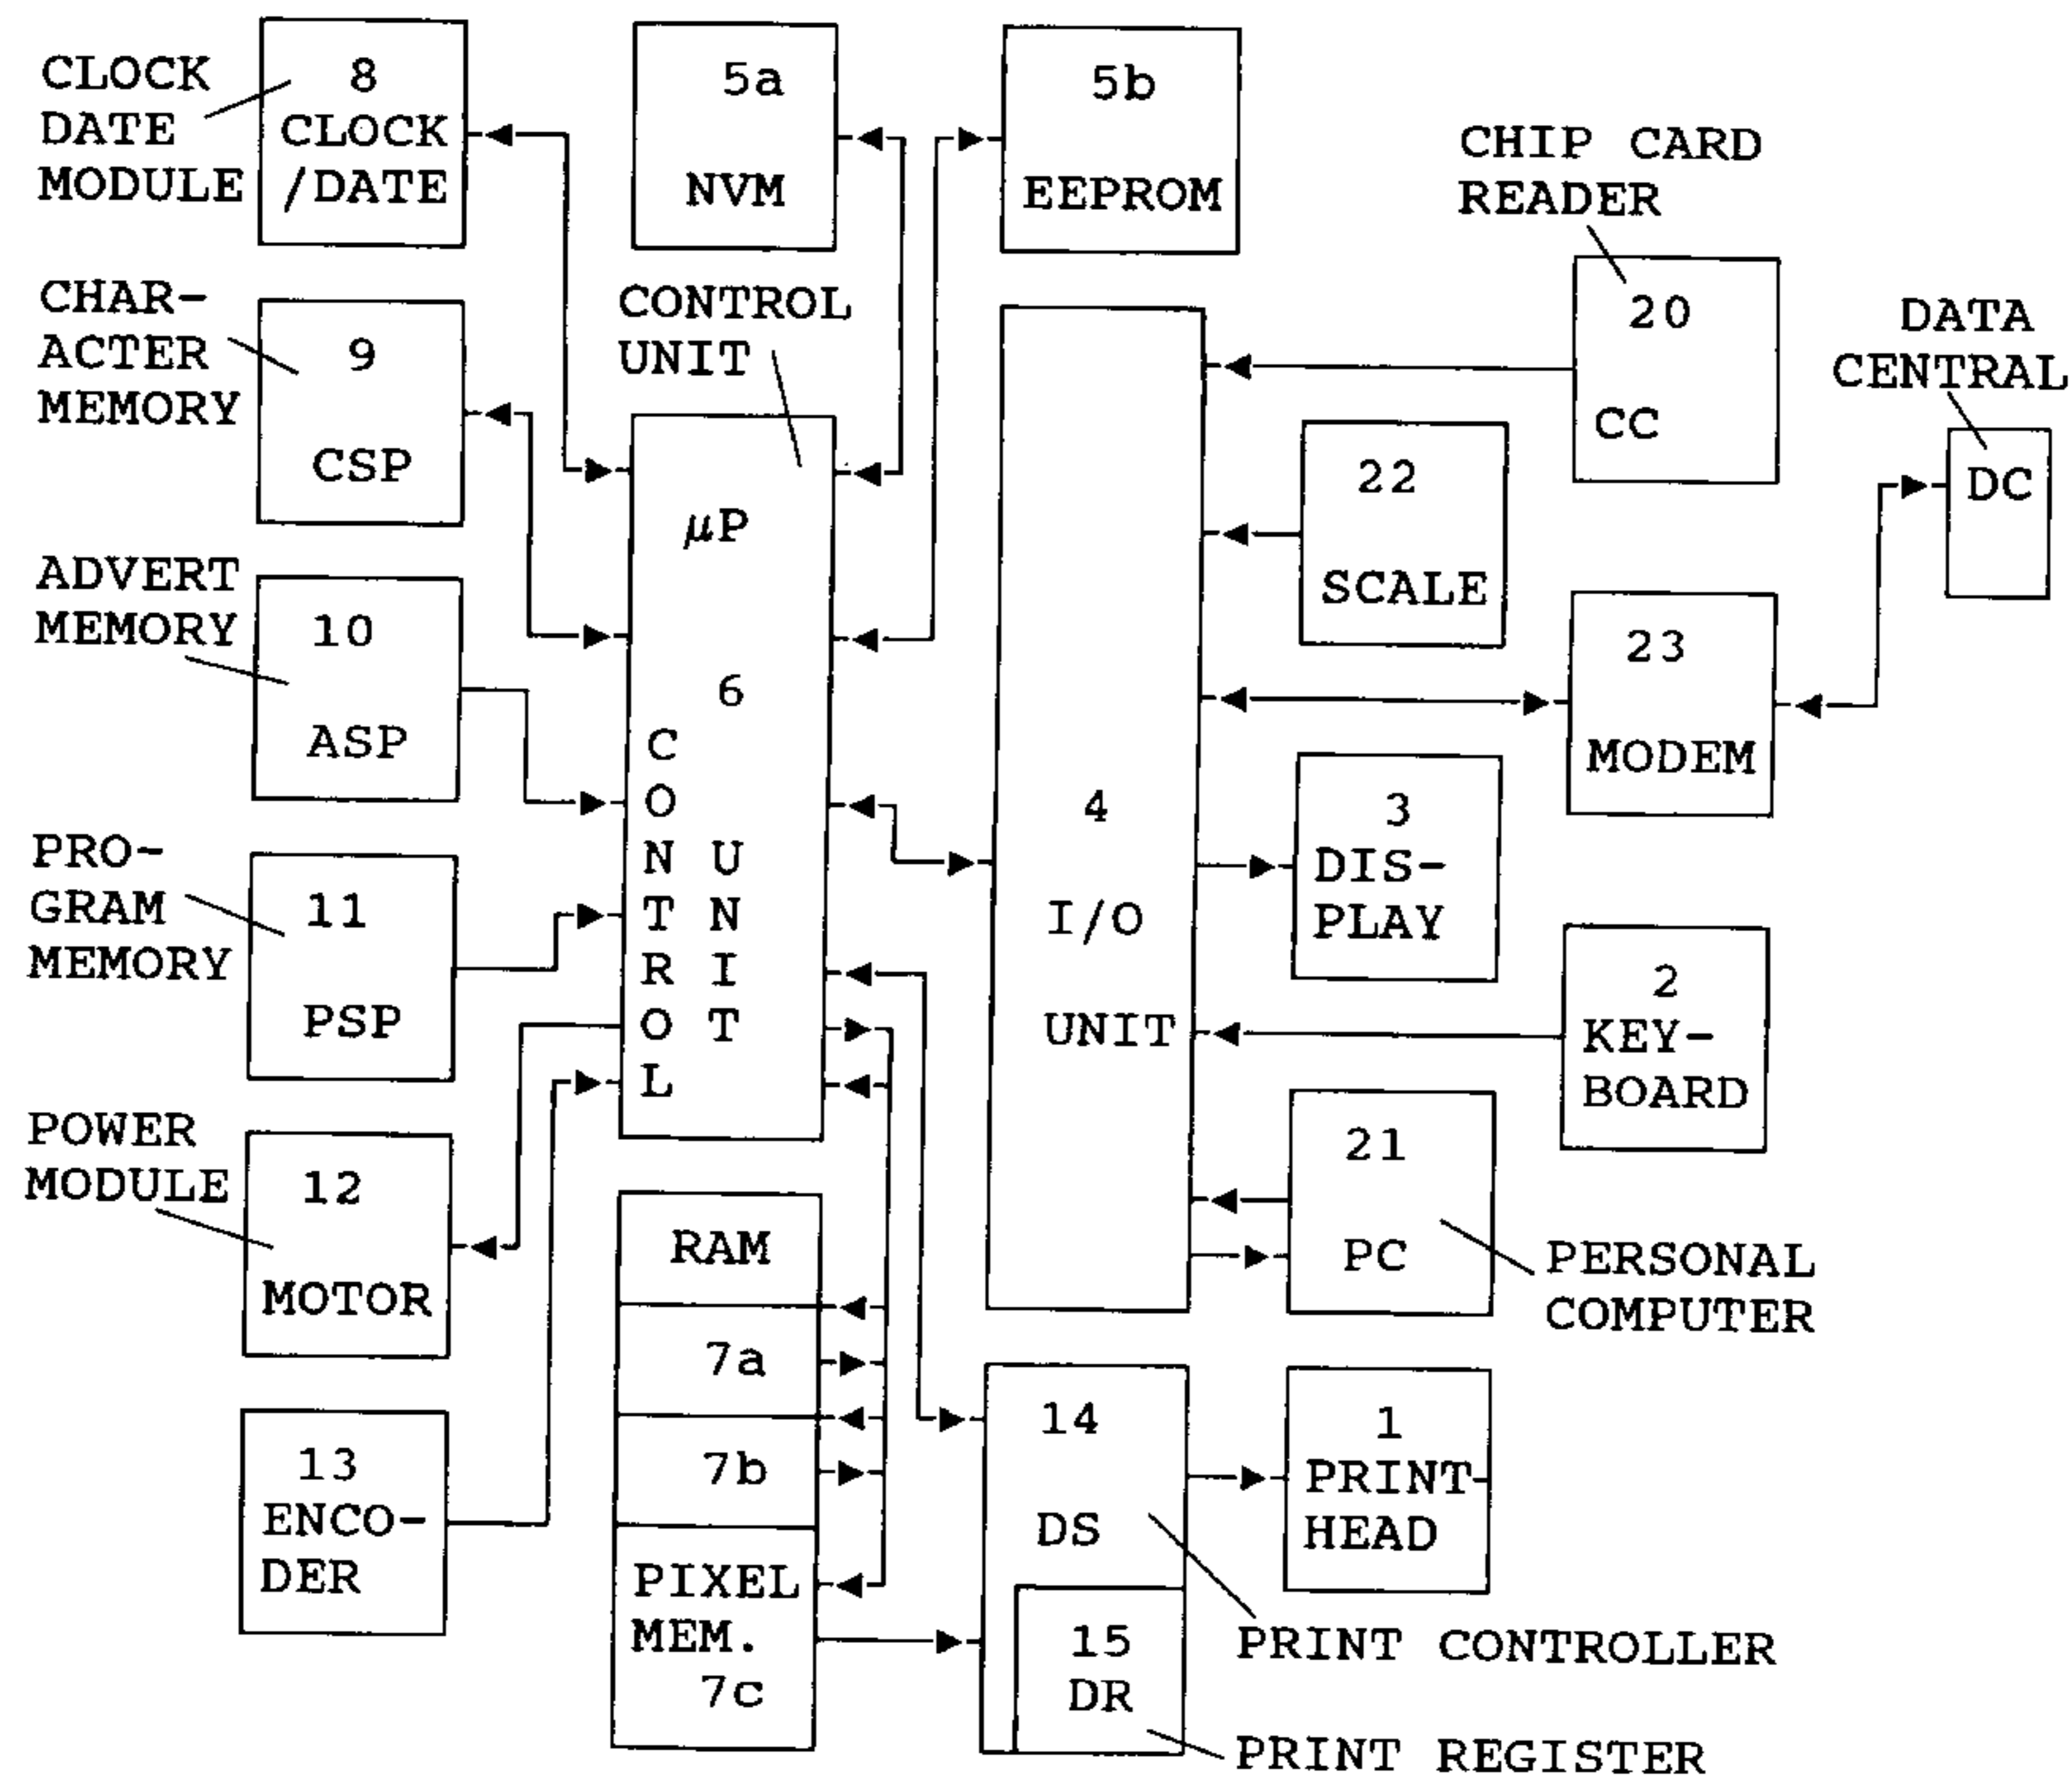 CLOCK
DATE
MODULE
8
CLOCK
/DATE
5a
NVM
5b
EEPROM
CHIP CARD
READER
20
CC
DATA
CENTRAL
DC
CHAR-
ACTER
MEMORY
9
CSP
CONTROL
UNIT
μP
6
CONTROL
UNIT
22
SCALE
ADVERT
MEMORY
10
ASP
23
MODEM
4
I/O
UNIT
3
DIS-
PLAY
PRO-
GRAM
MEMORY
11
PSP
2
KEY-
BOARD
POWER
MODULE
12
MOTOR
21
PC
PERSONAL
COMPUTER
RAM
7a
7b
PIXEL
MEM.
7c
13
ENCO-
DER
14
DS
15
DR
1
PRINT-
HEAD
PRINT CONTROLLER
PRINT REGISTER